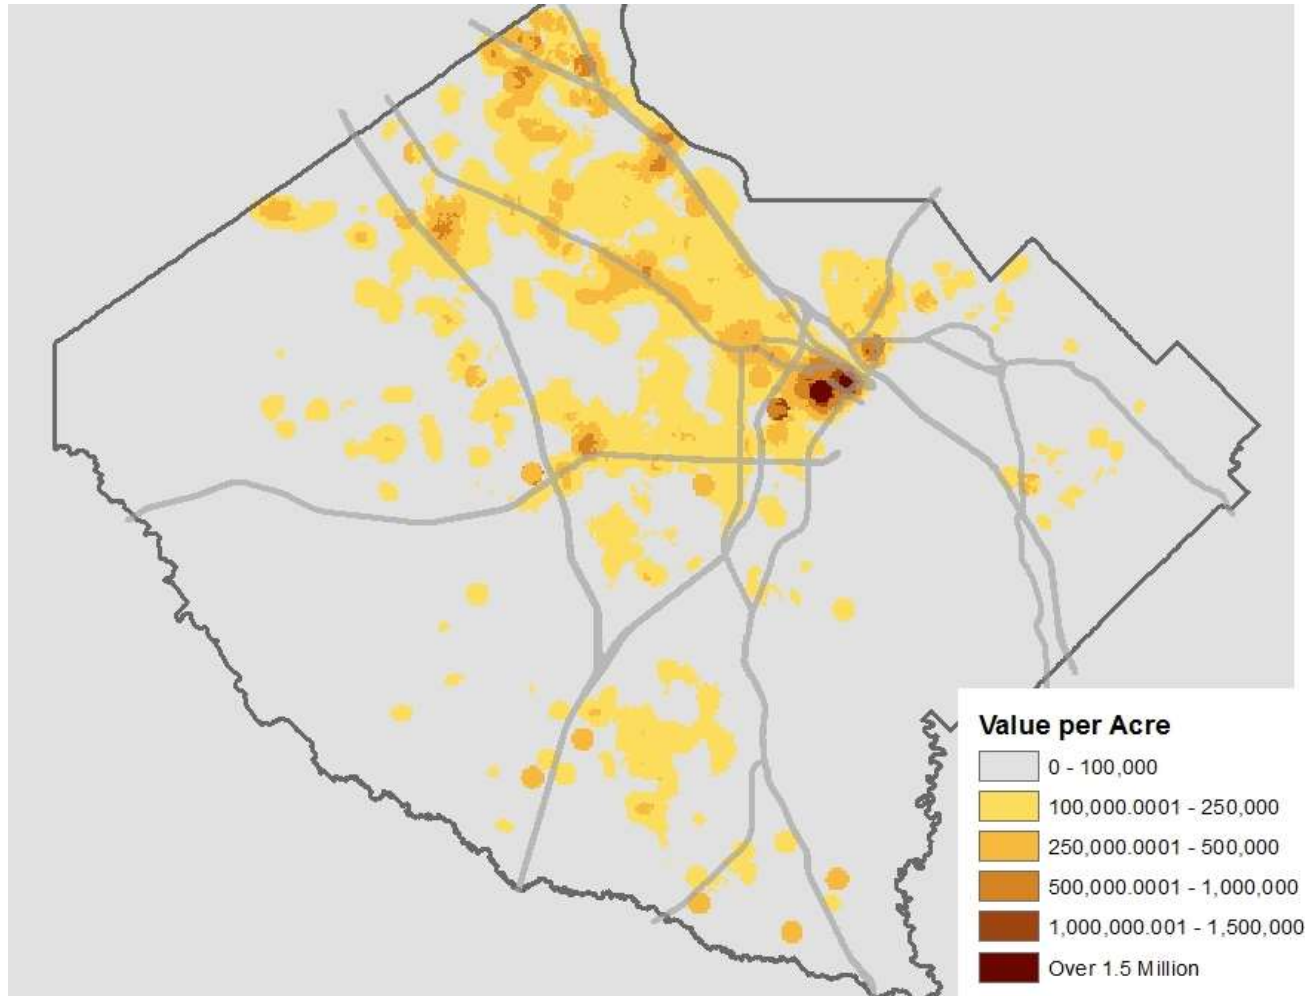 Value per Acre
0 - 100,000
100,000.0001 - 250,000
250,000.0001 - 500,000
500,000.0001 - 1,000,000
1,000,000.001 - 1,500,000
Over 1.5 Million